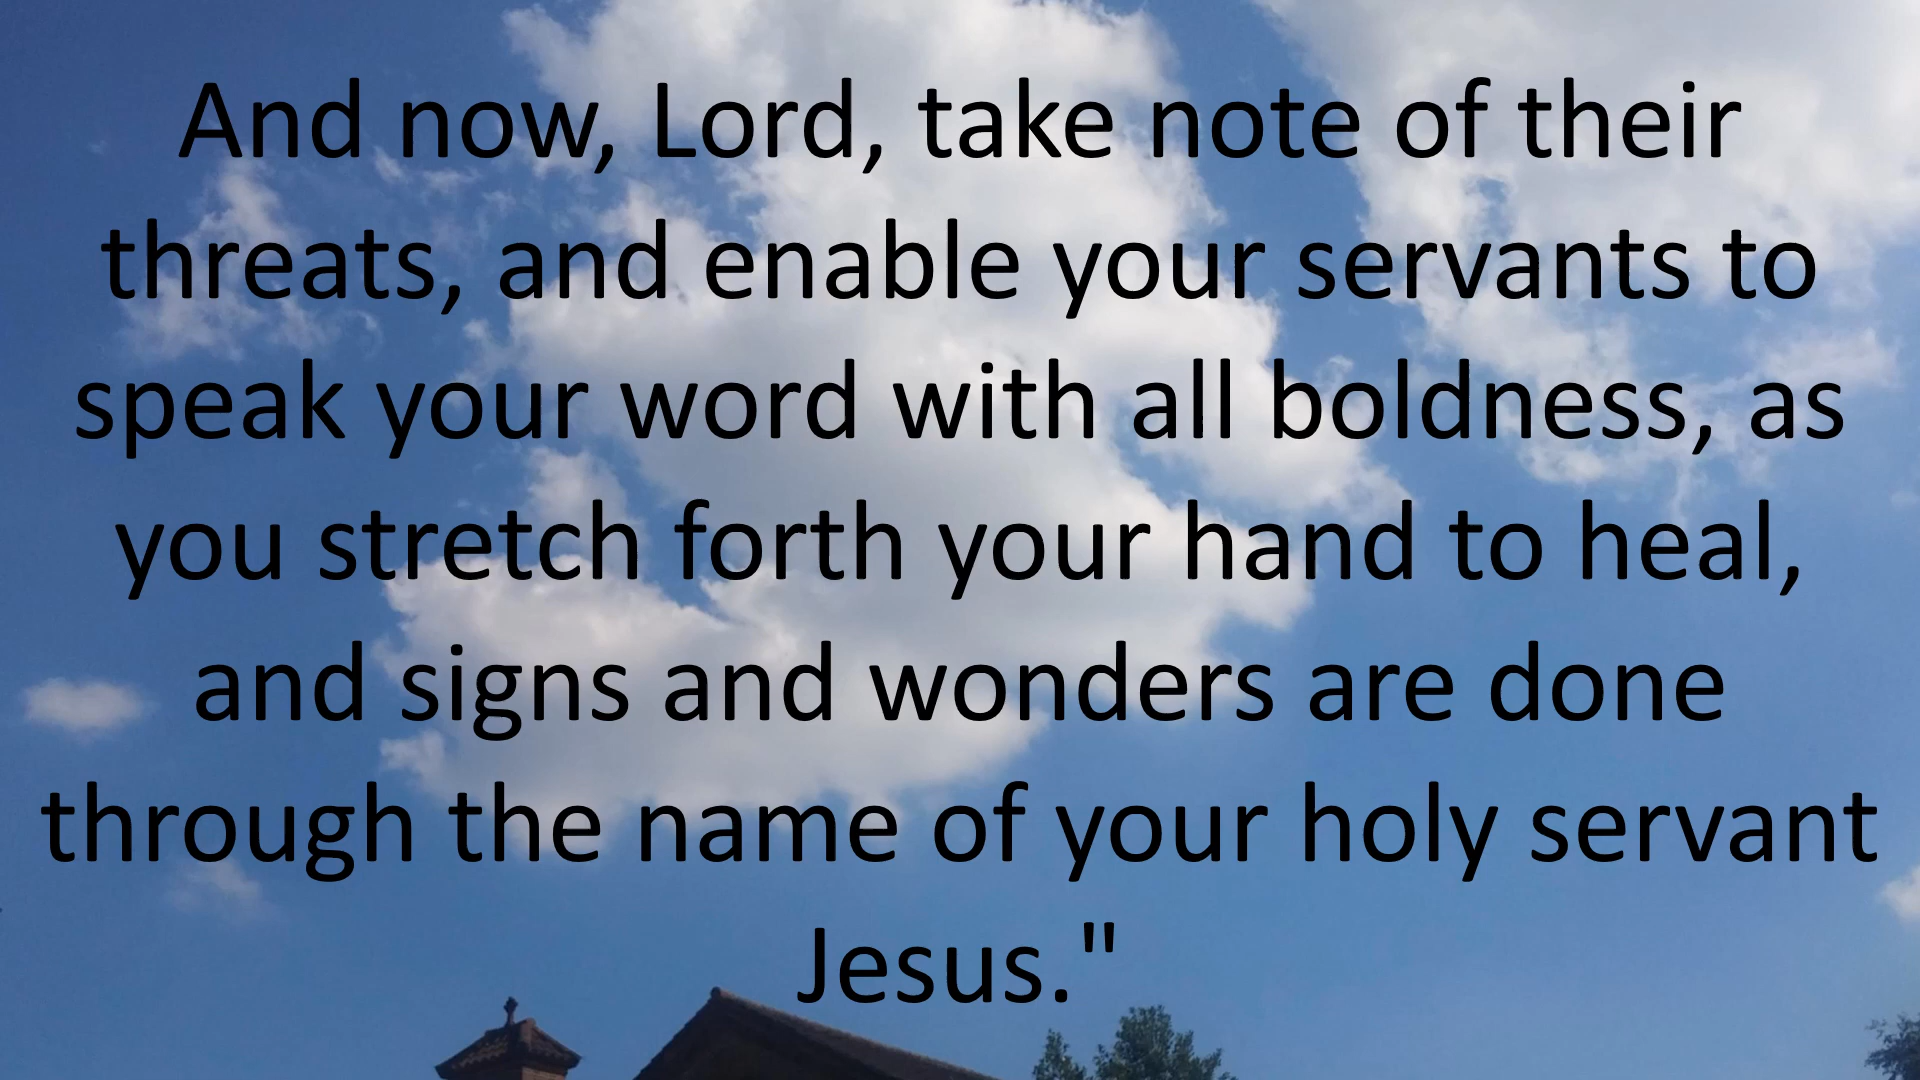 And now, Lord, take note of their
threats, and enable your servants to
speak your word with all boldness, as
you stretch forth your hand to heal,
and signs and wonders are done
through the name of your holy servant
Jesus."